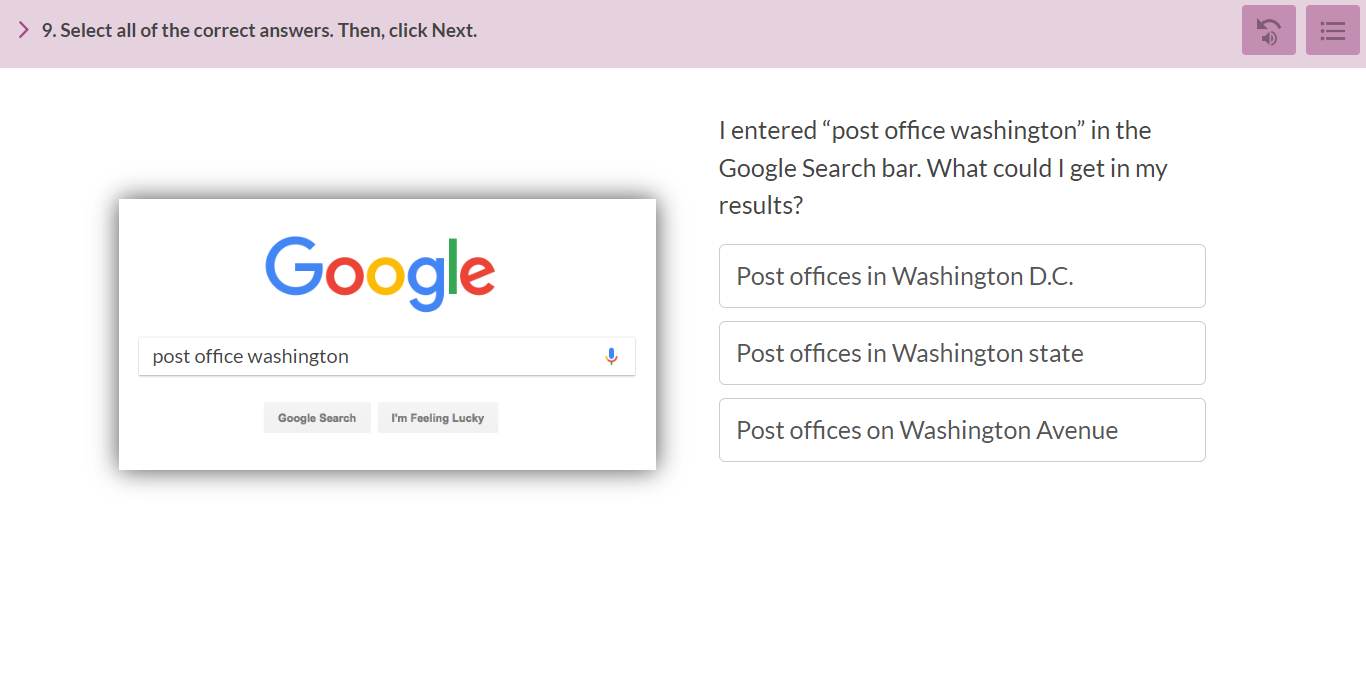 9. Select all of the correct answers. Then, click Next.
I entered “post office washington” in the
Google Search bar. What could I get in my
results?
Google
post office washington
Google Search
I'm Feeling Lucky
Post offices in Washington D.C.
Post offices in Washington state
Post offices on Washington Avenue